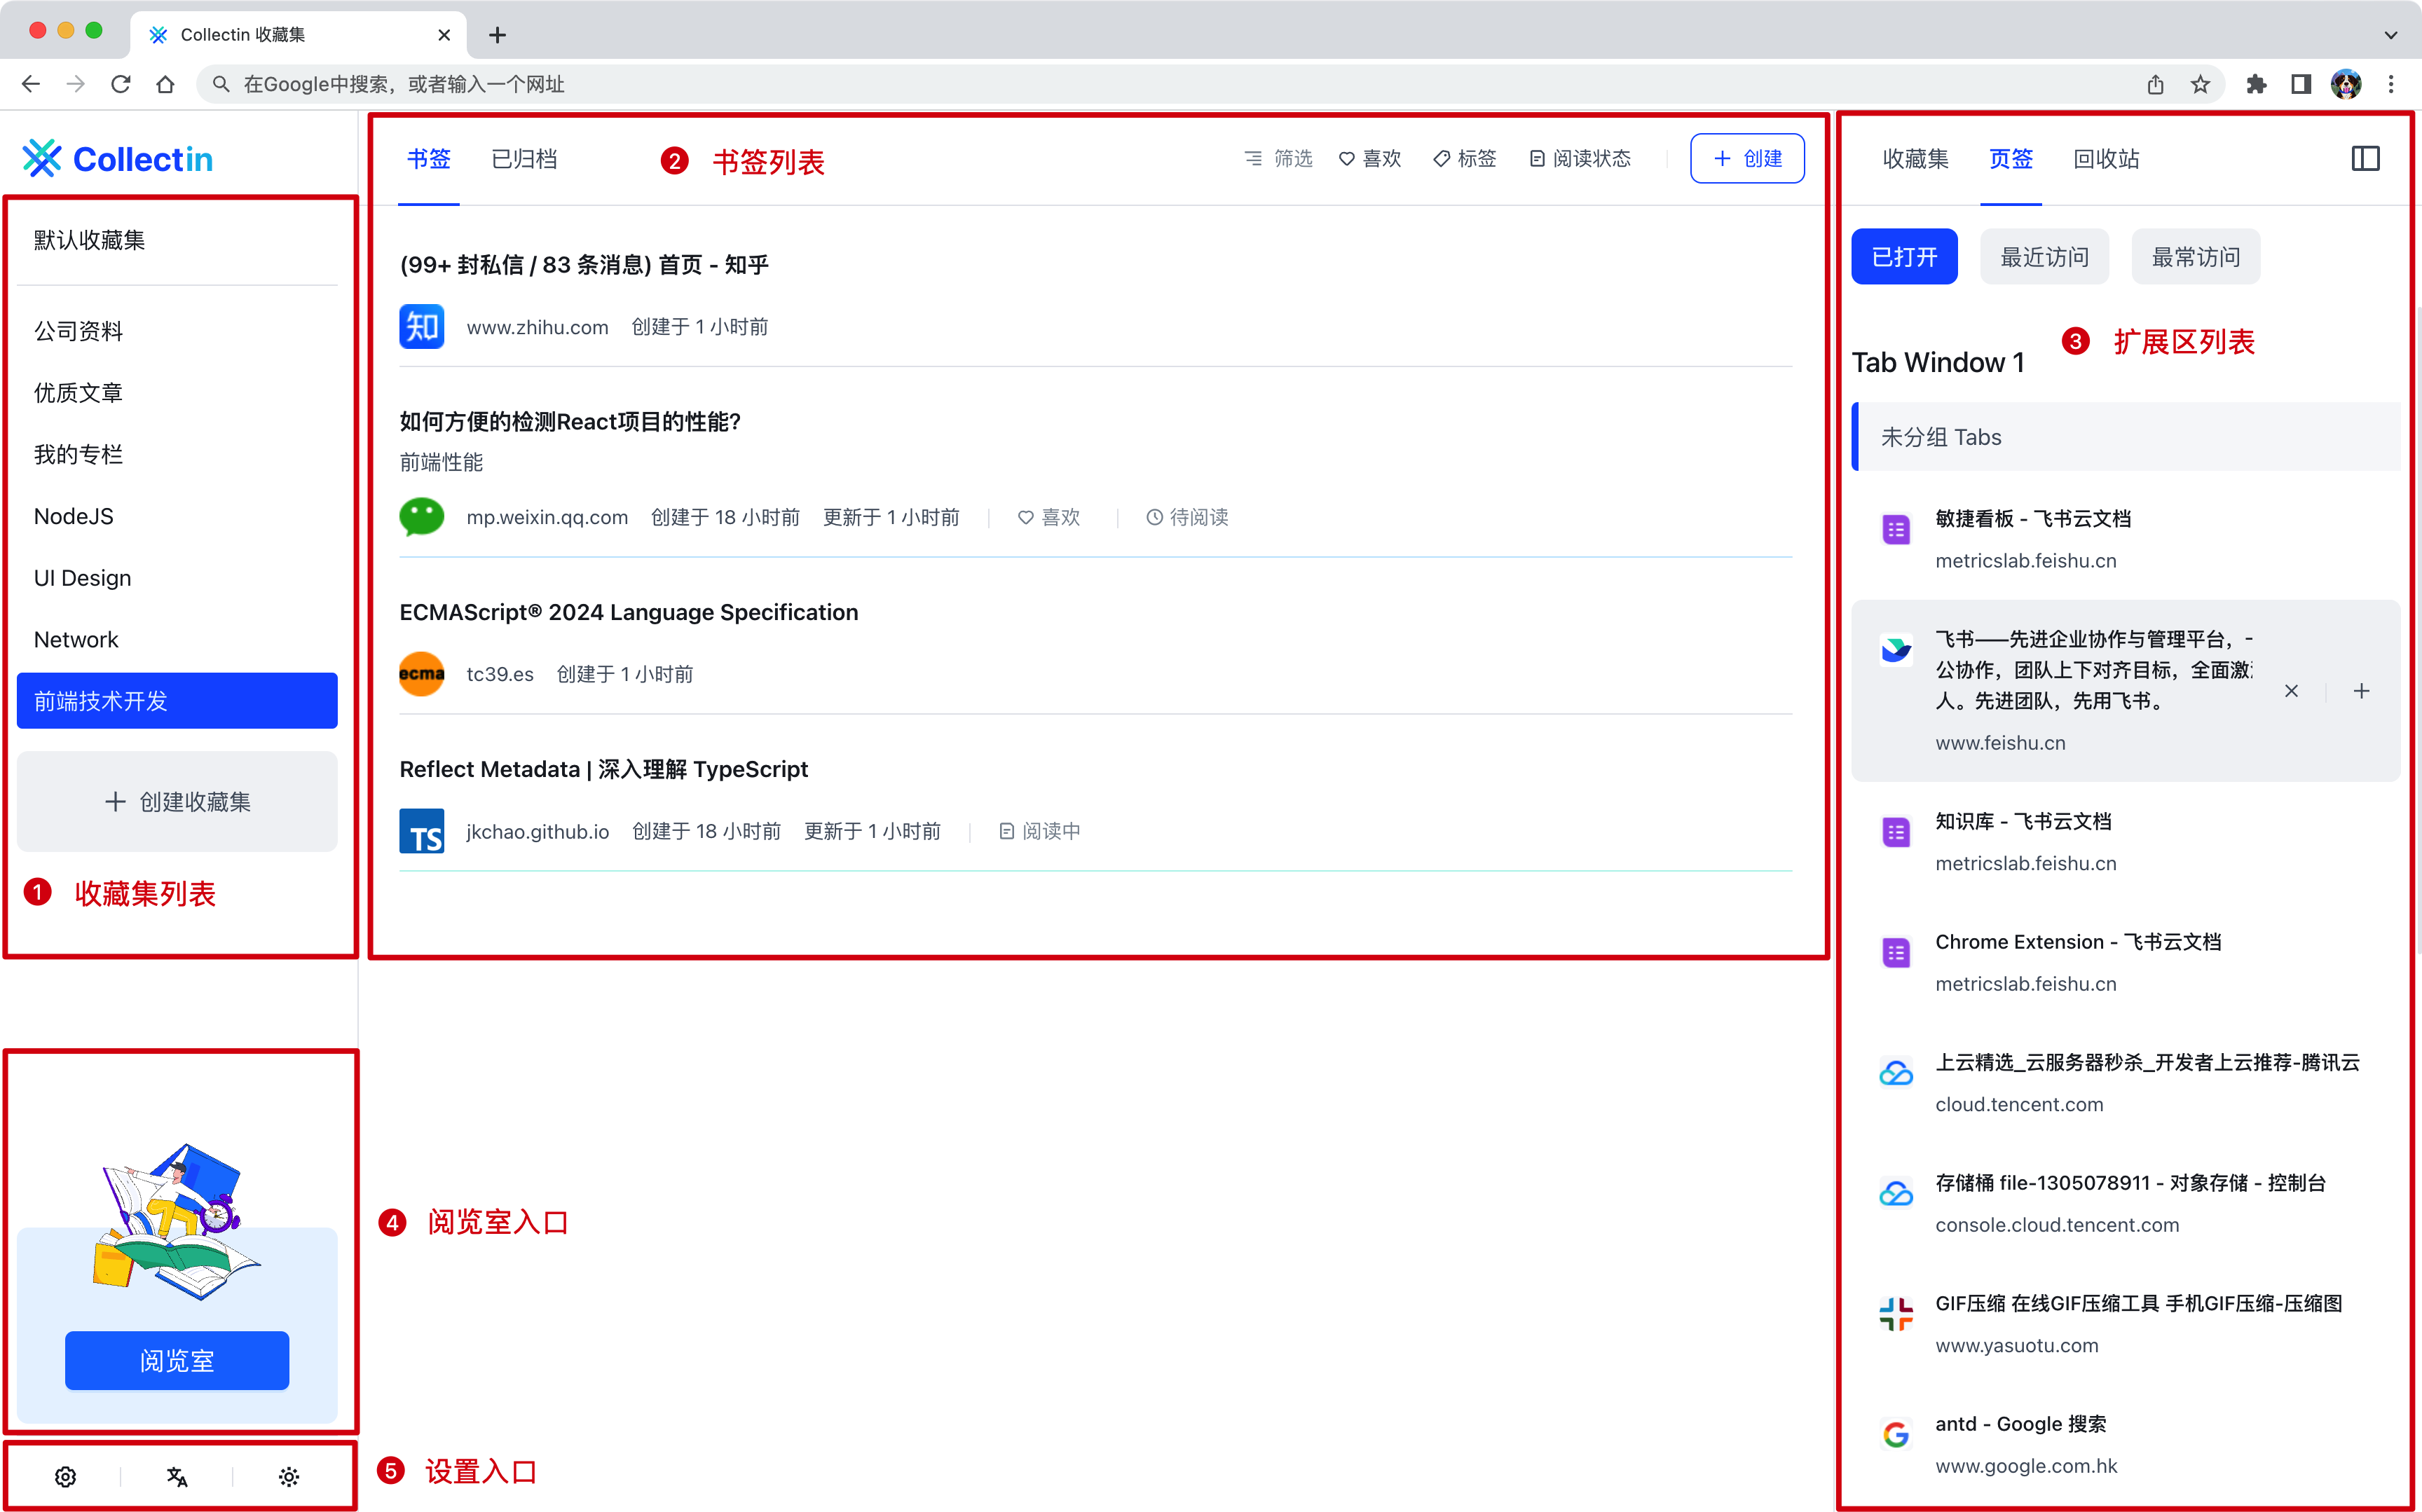 Collectin 收藏集
在Google中搜索，或者输入一个网址
Collectin
默认收藏集
公司资料
优质文章
我的专栏
NodeJS
UI Design
Network
前端技术开发
创建收藏集
1 收藏集列表
阅览室
书签 已归档 2 书签列表 筛选 喜欢 标签 阅读状态 创建
(99+ 封私信 / 83 条消息) 首页 - 知乎
知 www.zhihu.com 创建于 1 小时前
如何方便的检测React项目的性能?
前端性能
mp.weixin.qq.com 创建于 18 小时前 更新于 1 小时前 喜欢 待阅读
ECMAScript® 2024 Language Specification
ecma tc39.es 创建于 1 小时前
Reflect Metadata | 深入理解 TypeScript
TS jkchao.github.io 创建于 18 小时前 更新于 1 小时前 阅读中
4 阅览室入口
5 设置入口
收藏集 页签 回收站
已打开 最近访问 最常访问
3 扩展区列表
Tab Window 1
未分组 Tabs
敏捷看板 - 飞书云文档
metricslab.feishu.cn
飞书——先进企业协作与管理平台，
公协作，团队上下对齐目标，全面激
人。先进团队，先用飞书。
www.feishu.cn
知识库 - 飞书云文档
metricslab.feishu.cn
Chrome Extension - 飞书云文档
metricslab.feishu.cn
上云精选_云服务器秒杀_开发者上云推荐-腾讯云
cloud.tencent.com
存储桶 file-1305078911 - 对象存储 - 控制台
console.cloud.tencent.com
GIF压缩 在线GIF压缩工具 手机GIF压缩-压缩图
www.yasuotu.com
antd - Google 搜索
www.google.com.hk